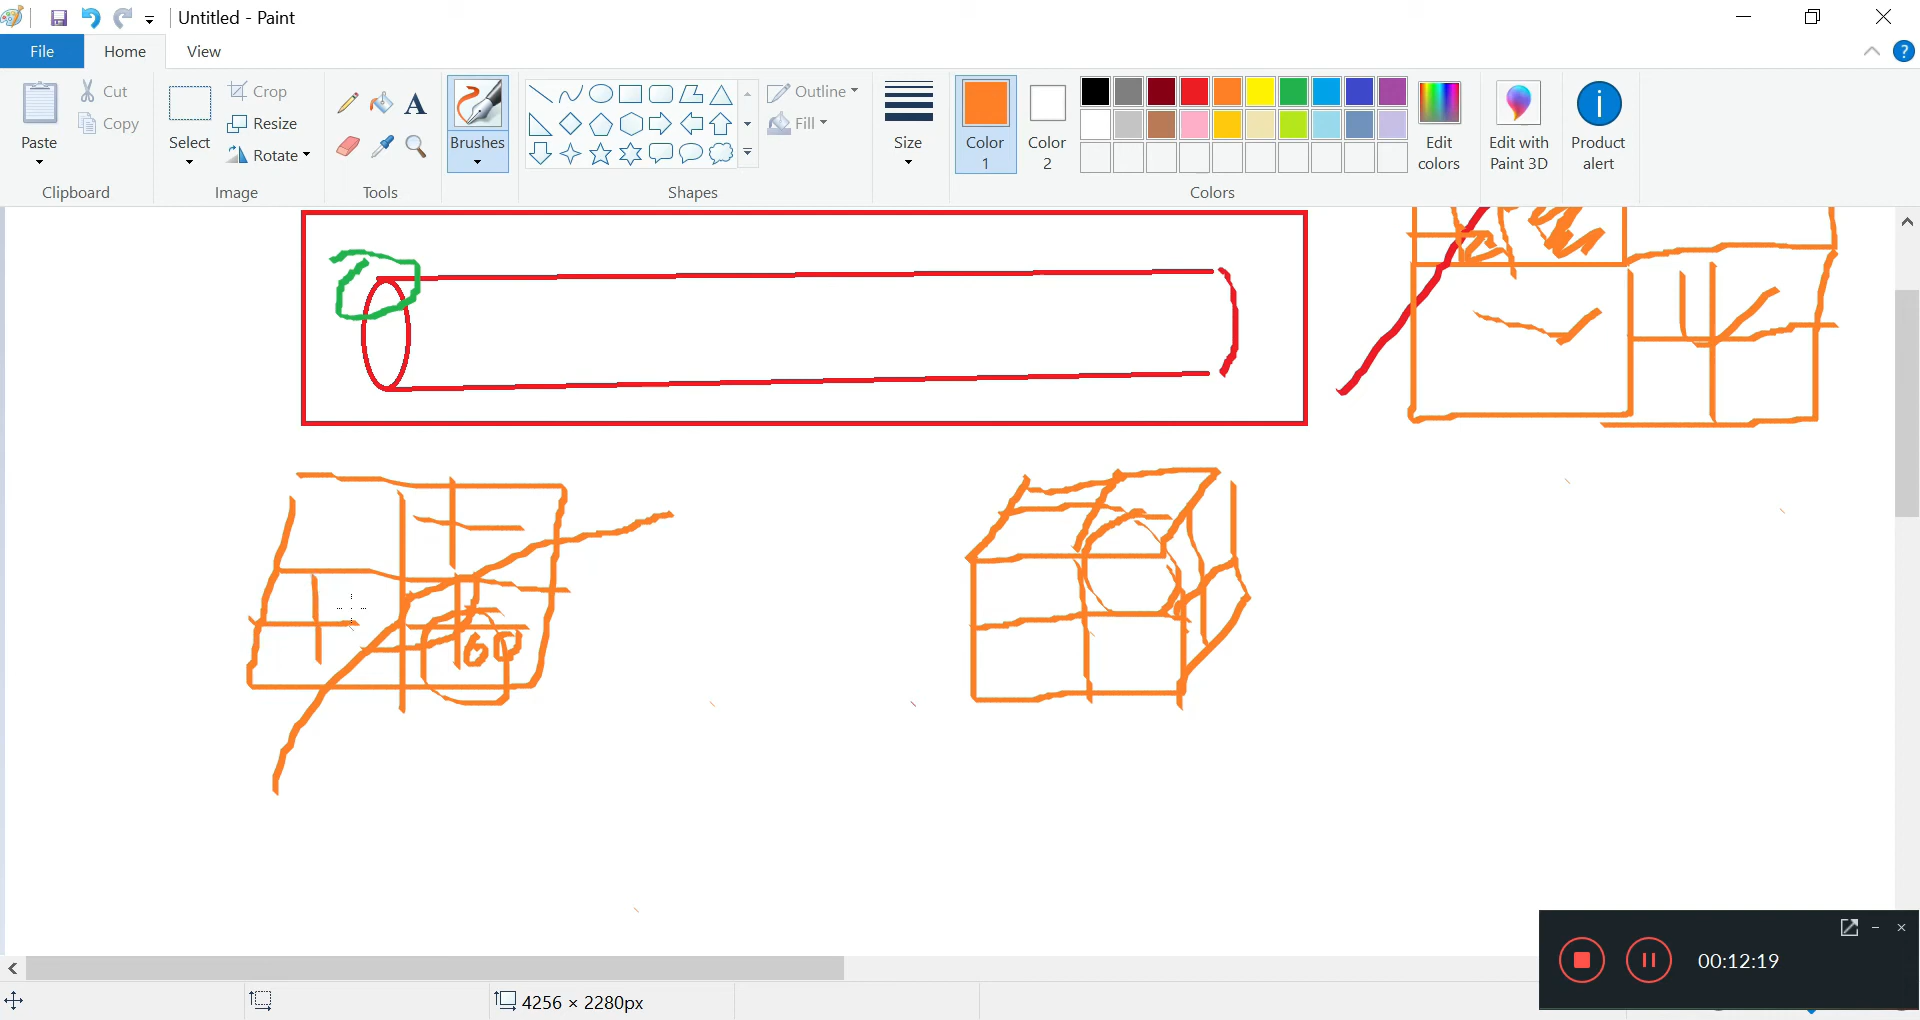 Untitled - Paint
File Home View
Paste
Cut
Copy
Clipboard
Select
Crop
Resize
Rotate
Image
Tools
Brushes
Shapes
Outline
Fill
Size
Color 1
Color 2
Colors
Edit colors
Edit with Paint 3D
Product alert
00:12:19
4256 × 2280px